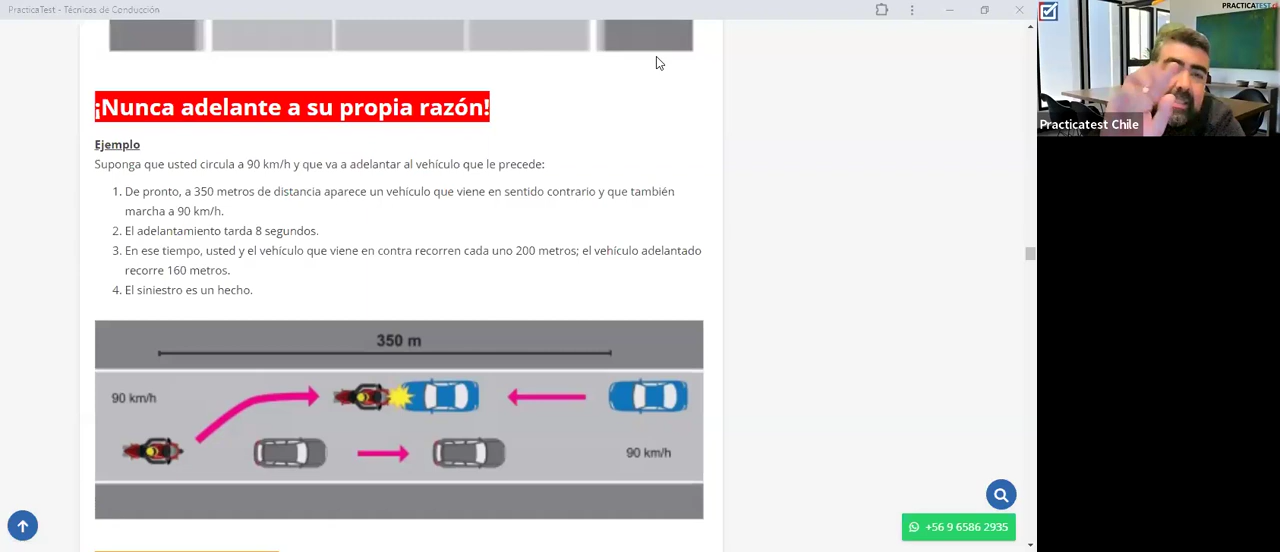 PracticaTest - Técnicas de Conducción
PRACTICATEST.cl
Practicatest Chile
¡Nunca adelante a su propia razón!
Ejemplo
Suponga que usted circula a 90 km/h y que va a adelantar al vehículo que le precede:
1. De pronto, a 350 metros de distancia aparece un vehículo que viene en sentido contrario y que también
marcha a 90 km/h.
2. El adelantamiento tarda 8 segundos.
3. En ese tiempo, usted y el vehículo que viene en contra recorren cada uno 200 metros; el vehículo adelantado
recorre 160 metros.
4. El siniestro es un hecho.
350 m
90 km/h
90 km/h
+56 9 6586 2935